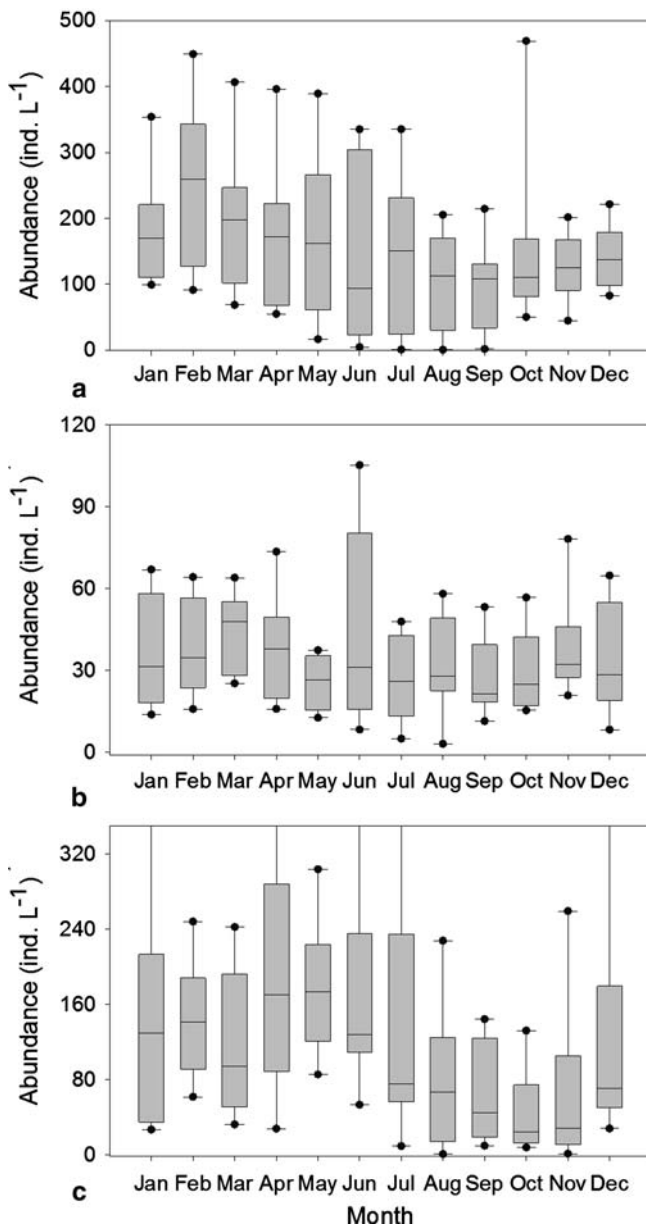 500
400
300
200
100
0
Abundance (ind. L⁻¹)
Jan Feb Mar Apr May Jun Jul Aug Sep Oct Nov Dec
a
120
90
60
30
0
Abundance (ind. L⁻¹)
Jan Feb Mar Apr May Jun Jul Aug Sep Oct Nov Dec
b
320
240
160
80
0
Abundance (ind. L⁻¹)
Jan Feb Mar Apr May Jun Jul Aug Sep Oct Nov Dec
c
Month